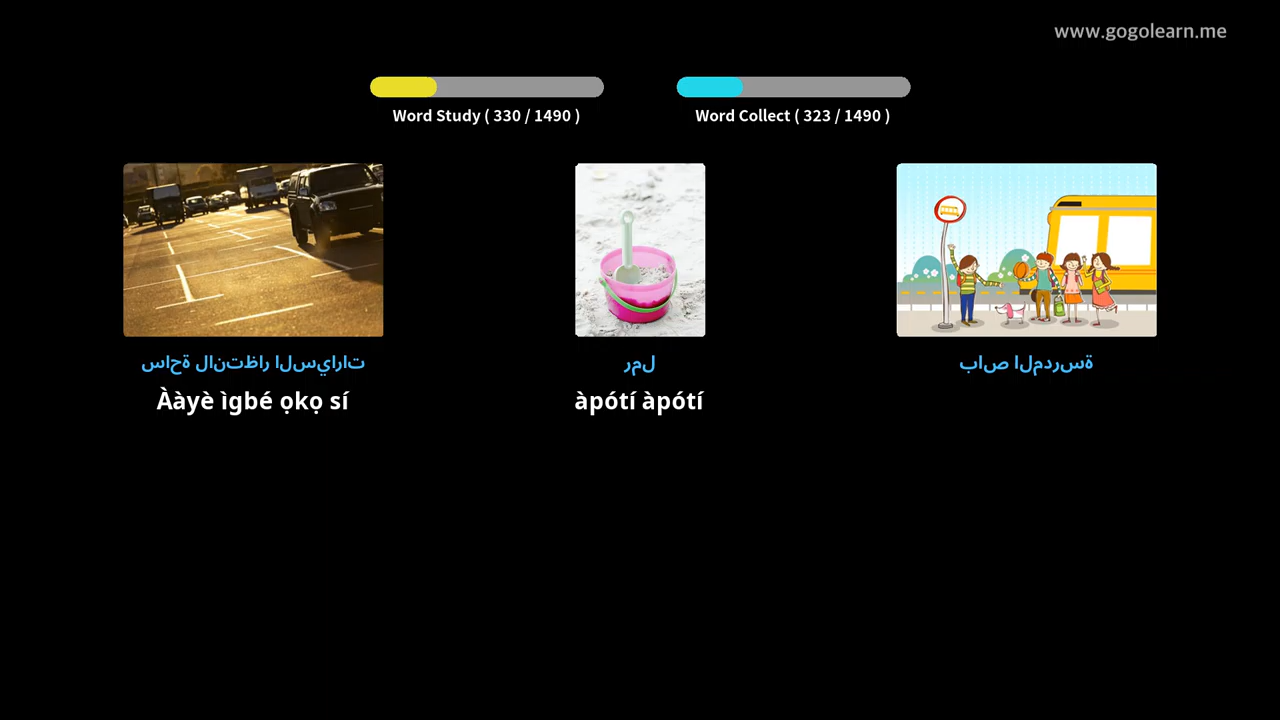 www.gogolearn.me
Word Study ( 330 / 1490 )
Word Collect ( 323 / 1490 )
ساحة لانتظار السيارات
Ààyè ìgbé ọkọ sí
رمل
àpótí àpótí
باص المدرسة